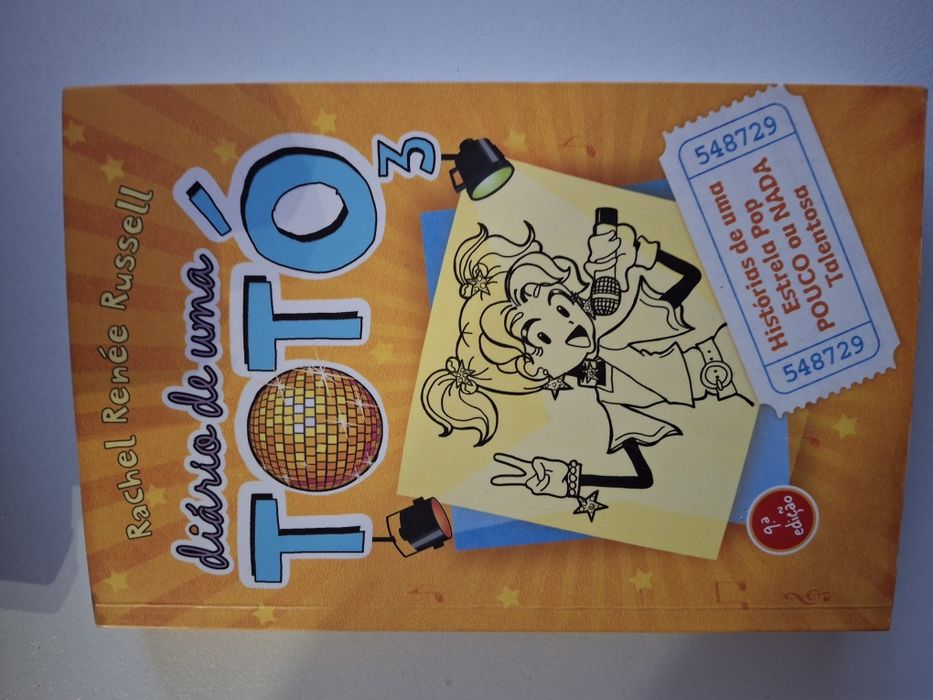 Rachel Renée Russell
diário de uma
TOTÓ
3
548729
Histórias de uma
Estrela Pop
POUCO ou NADA
Talentosa
548729
9.ª
edição